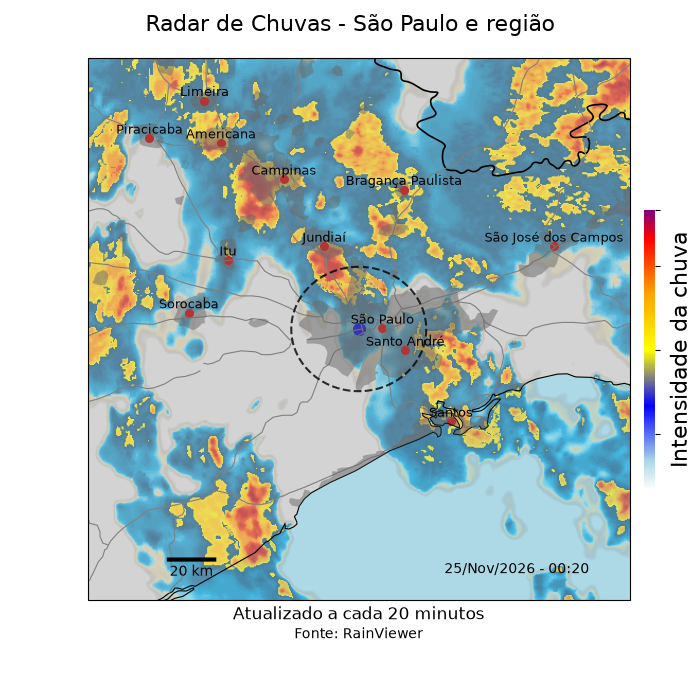 Radar de Chuvas - São Paulo e região
Limeira
Piracicaba
Americana
Campinas
Bragança Paulista
Jundiaí
São José dos Campos
Itu
Sorocaba
São Paulo
Santo André
Santos
Intensidade da chuva
20 km
25/Nov/2026 - 00:20
Atualizado a cada 20 minutos
Fonte: RainViewer